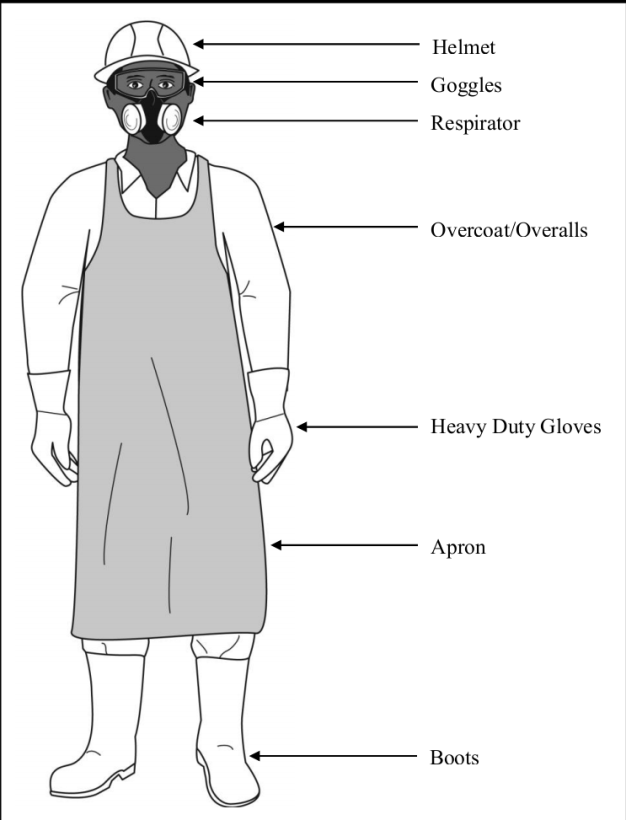 Helmet
Goggles
Respirator
Overcoat/Overalls
Heavy Duty Gloves
Apron
Boots